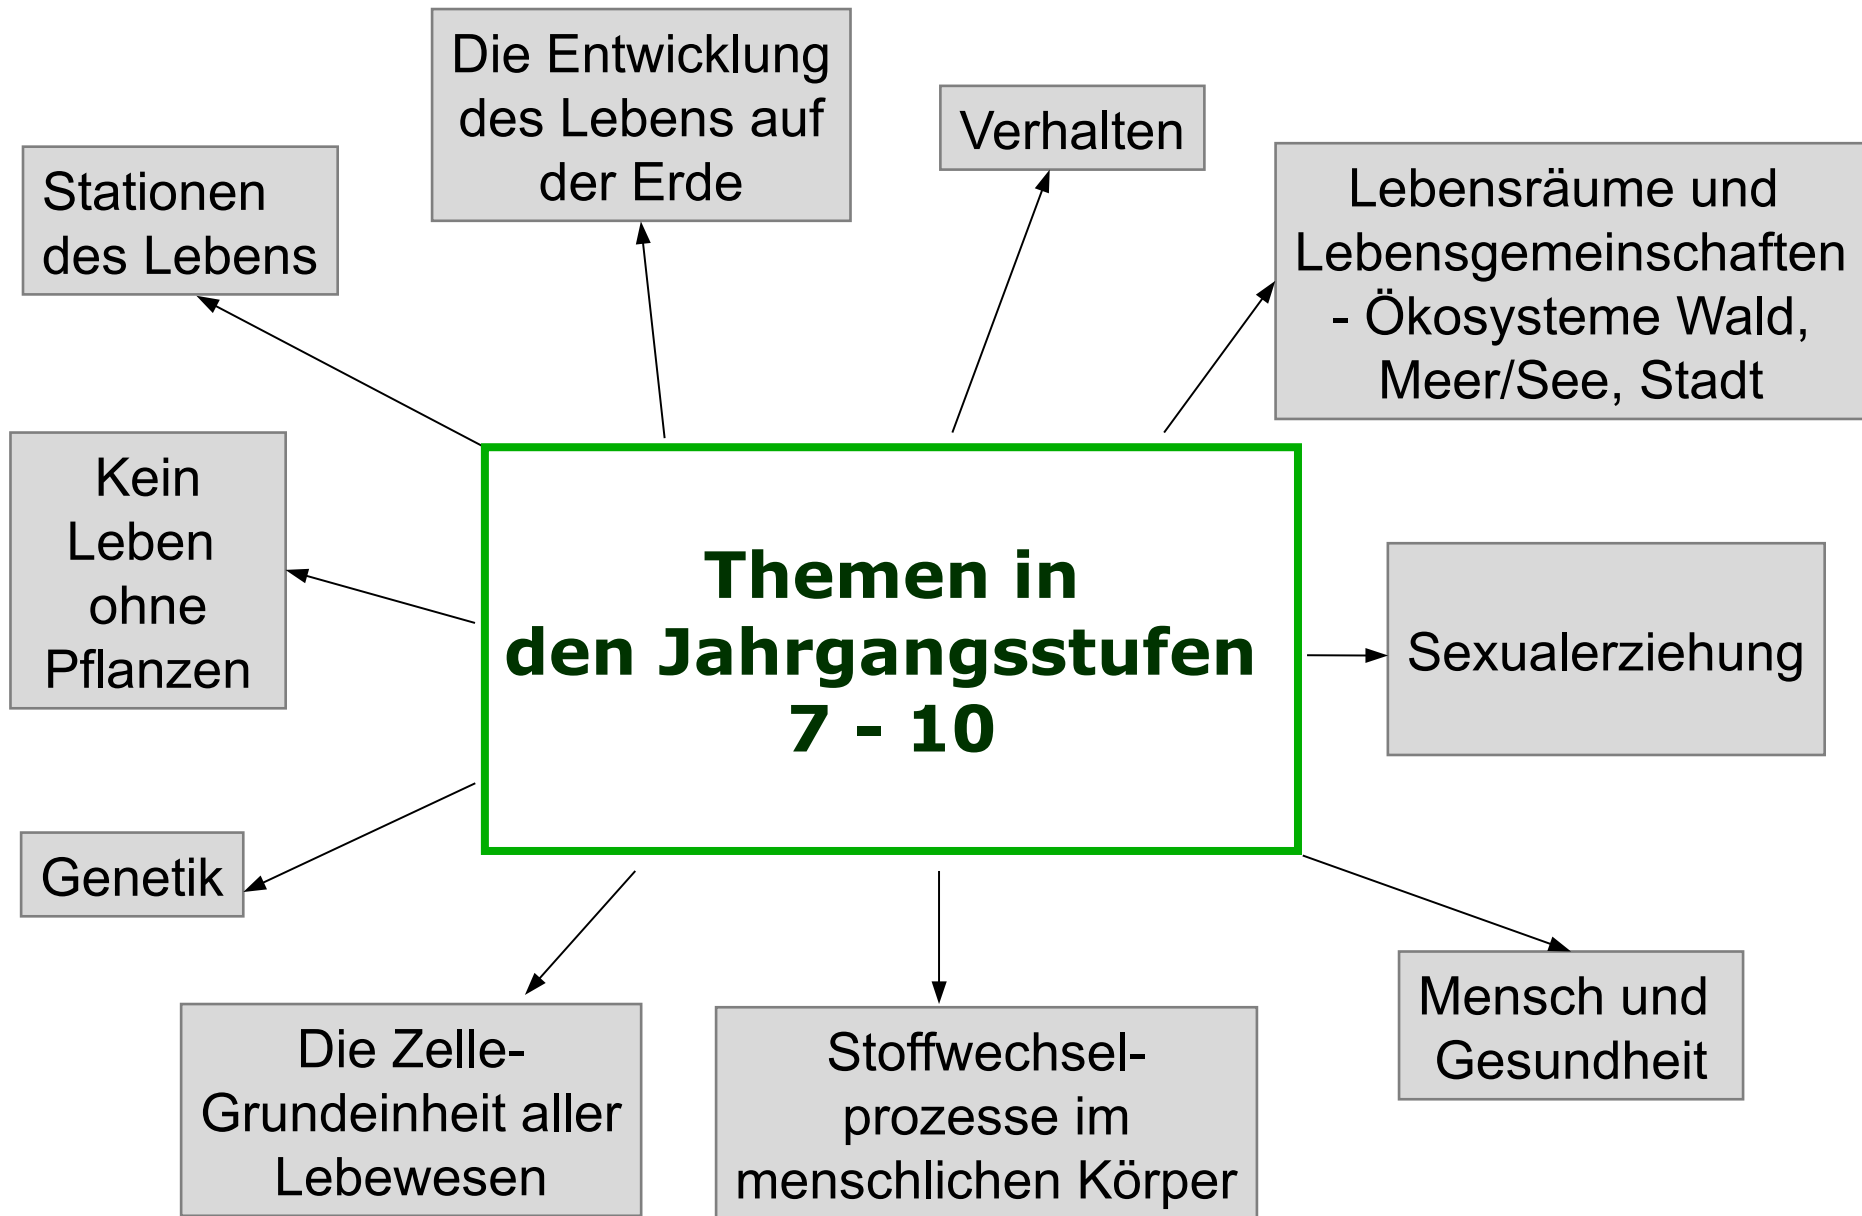 Die Entwicklung
des Lebens auf
der Erde
Verhalten
Stationen
des Lebens
Lebensräume und
Lebensgemeinschaften
- Ökosysteme Wald,
Meer/See, Stadt
Kein
Leben
ohne
Pflanzen
Themen in
den Jahrgangsstufen
7 - 10
Sexualerziehung
Genetik
Mensch und
Gesundheit
Die Zelle-
Grundeinheit aller
Lebewesen
Stoffwechsel-
prozesse im
menschlichen Körper